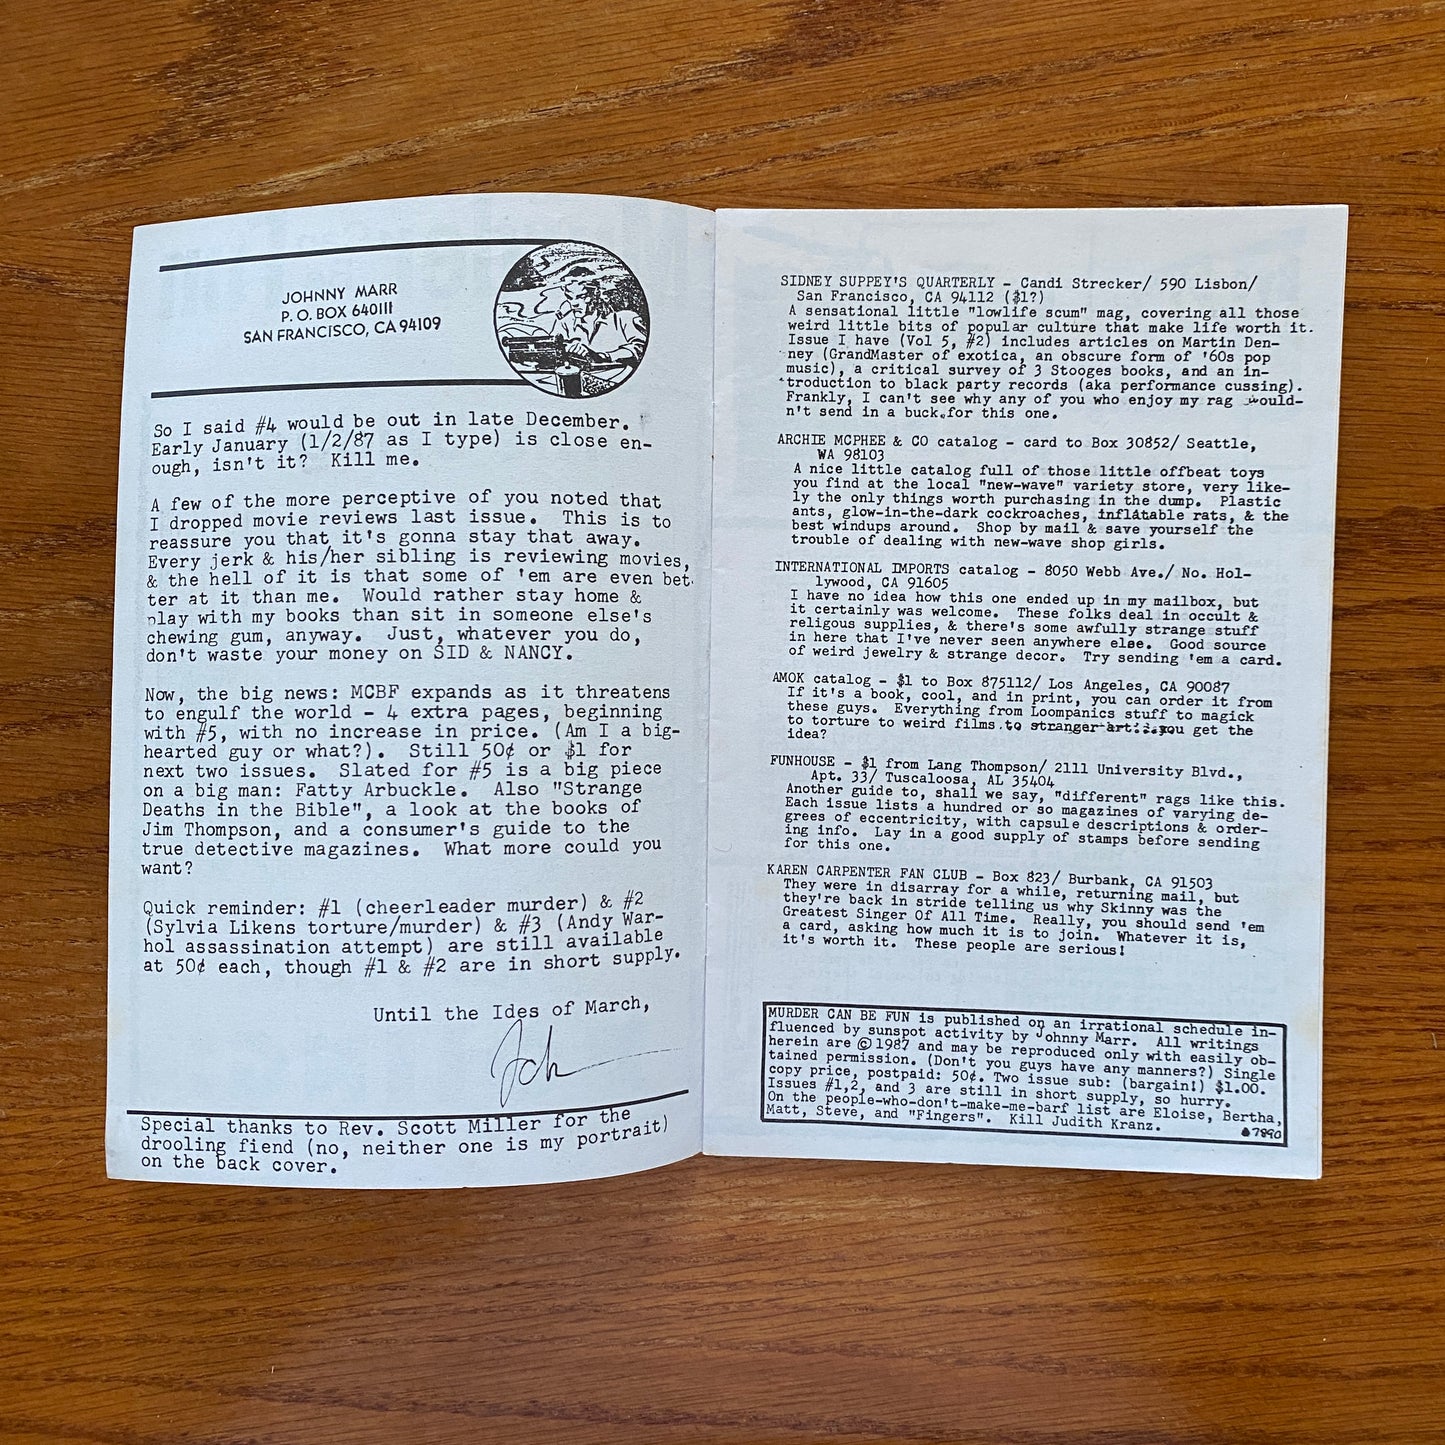 JOHNNY MARR
P. O. BOX 640111
SAN FRANCISCO, CA 94109
So I said #4 would be out in late December.
Early January (1/2/87 as I type) is close en-
ough, isn't it?  Kill me.
A few of the more perceptive of you noted that
I dropped movie reviews last issue.  This is to
reassure you that it's gonna stay that away.
Every jerk & his/her sibling is reviewing movies,
& the hell of it is that some of 'em are even bet-
ter at it than me.  Would rather stay home &
play with my books than sit in someone else's
chewing gum, anyway.  Just, whatever you do,
don't waste your money on SID & NANCY.
Now, the big news: MCBF expands as it threatens
to engulf the world - 4 extra pages, beginning
with #5, with no increase in price. (Am I a big-
hearted guy or what?).  Still 50¢ or $1 for
next two issues.  Slated for #5 is a big piece
on a big man: Fatty Arbuckle.  Also "Strange
Deaths in the Bible", a look at the books of
Jim Thompson, and a consumer's guide to the
true detective magazines.  What more could you
want?
Quick reminder: #1 (cheerleader murder) & #2
(Sylvia Likens torture/murder) & #3 (Andy War-
hol assassination attempt) are still available
at 50¢ each, though #1 & #2 are in short supply.
Until the Ides of March,
Joh
Special thanks to Rev. Scott Miller for the
drooling fiend (no, neither one is my portrait)
on the back cover.
SIDNEY SUPPEY'S QUARTERLY - Candi Strecker/ 590 Lisbon/
San Francisco, CA 94112 ($1?)
A sensational little "lowlife scum" mag, covering all those
weird little bits of popular culture that make life worth it.
Issue I have (Vol 5, #2) includes articles on Martin Den-
ney (GrandMaster of exotica, an obscure form of '60s pop
music), a critical survey of 3 Stooges books, and an in-
troduction to black party records (aka performance cussing).
Frankly, I can't see why any of you who enjoy my rag would-
n't send in a buck for this one.
ARCHIE MCPHEE & CO catalog - card to Box 30852/ Seattle,
WA 98103
A nice little catalog full of those little offbeat toys
you find at the local "new-wave" variety store, very like-
ly the only things worth purchasing in the dump.  Plastic
ants, glow-in-the-dark cockroaches, inflatable rats, & the
best windups around.  Shop by mail & save yourself the
trouble of dealing with new-wave shop girls.
INTERNATIONAL IMPORTS catalog - 8050 Webb Ave./ No. Hol-
lywood, CA 91605
I have no idea how this one ended up in my mailbox, but
it certainly was welcome.  These folks deal in occult &
religous supplies, & there's some awfully strange stuff
in here that I've never seen anywhere else.  Good source
of weird jewelry & strange decor.  Try sending 'em a card.
AMOK catalog - $1 to Box 875112/ Los Angeles, CA 90087
If it's a book, cool, and in print, you can order it from
these guys.  Everything from Loompanics stuff to magick
to torture to weird films to stranger art...you get the
idea?
FUNHOUSE - $1 from Lang Thompson/ 2111 University Blvd.,
Apt. 33/ Tuscaloosa, AL 35404
Another guide to, shall we say, "different" rags like this.
Each issue lists a hundred or so magazines of varying de-
grees of eccentricity, with capsule descriptions & order-
ing info.  Lay in a good supply of stamps before sending
for this one.
KAREN CARPENTER FAN CLUB - Box 823/ Burbank, CA 91503
They were in disarray for a while, returning mail, but
they're back in stride telling us why Skinny was the
Greatest Singer Of All Time.  Really, you should send 'em
a card, asking how much it is to join.  Whatever it is,
it's worth it.  These people are serious!
MURDER CAN BE FUN is published on an irrational schedule in-
fluenced by sunspot activity by Johnny Marr.  All writings
herein are © 1987 and may be reproduced only with easily ob-
tained permission. (Don't you guys have any manners?) Single
copy price, postpaid: 50¢. Two issue sub: (bargain!) $1.00.
Issues #1,2, and 3 are still in short supply, so hurry.
On the people-who-don't-make-me-barf list are Eloise, Bertha,
Matt, Steve, and "Fingers".  Kill Judith Kranz.
7890